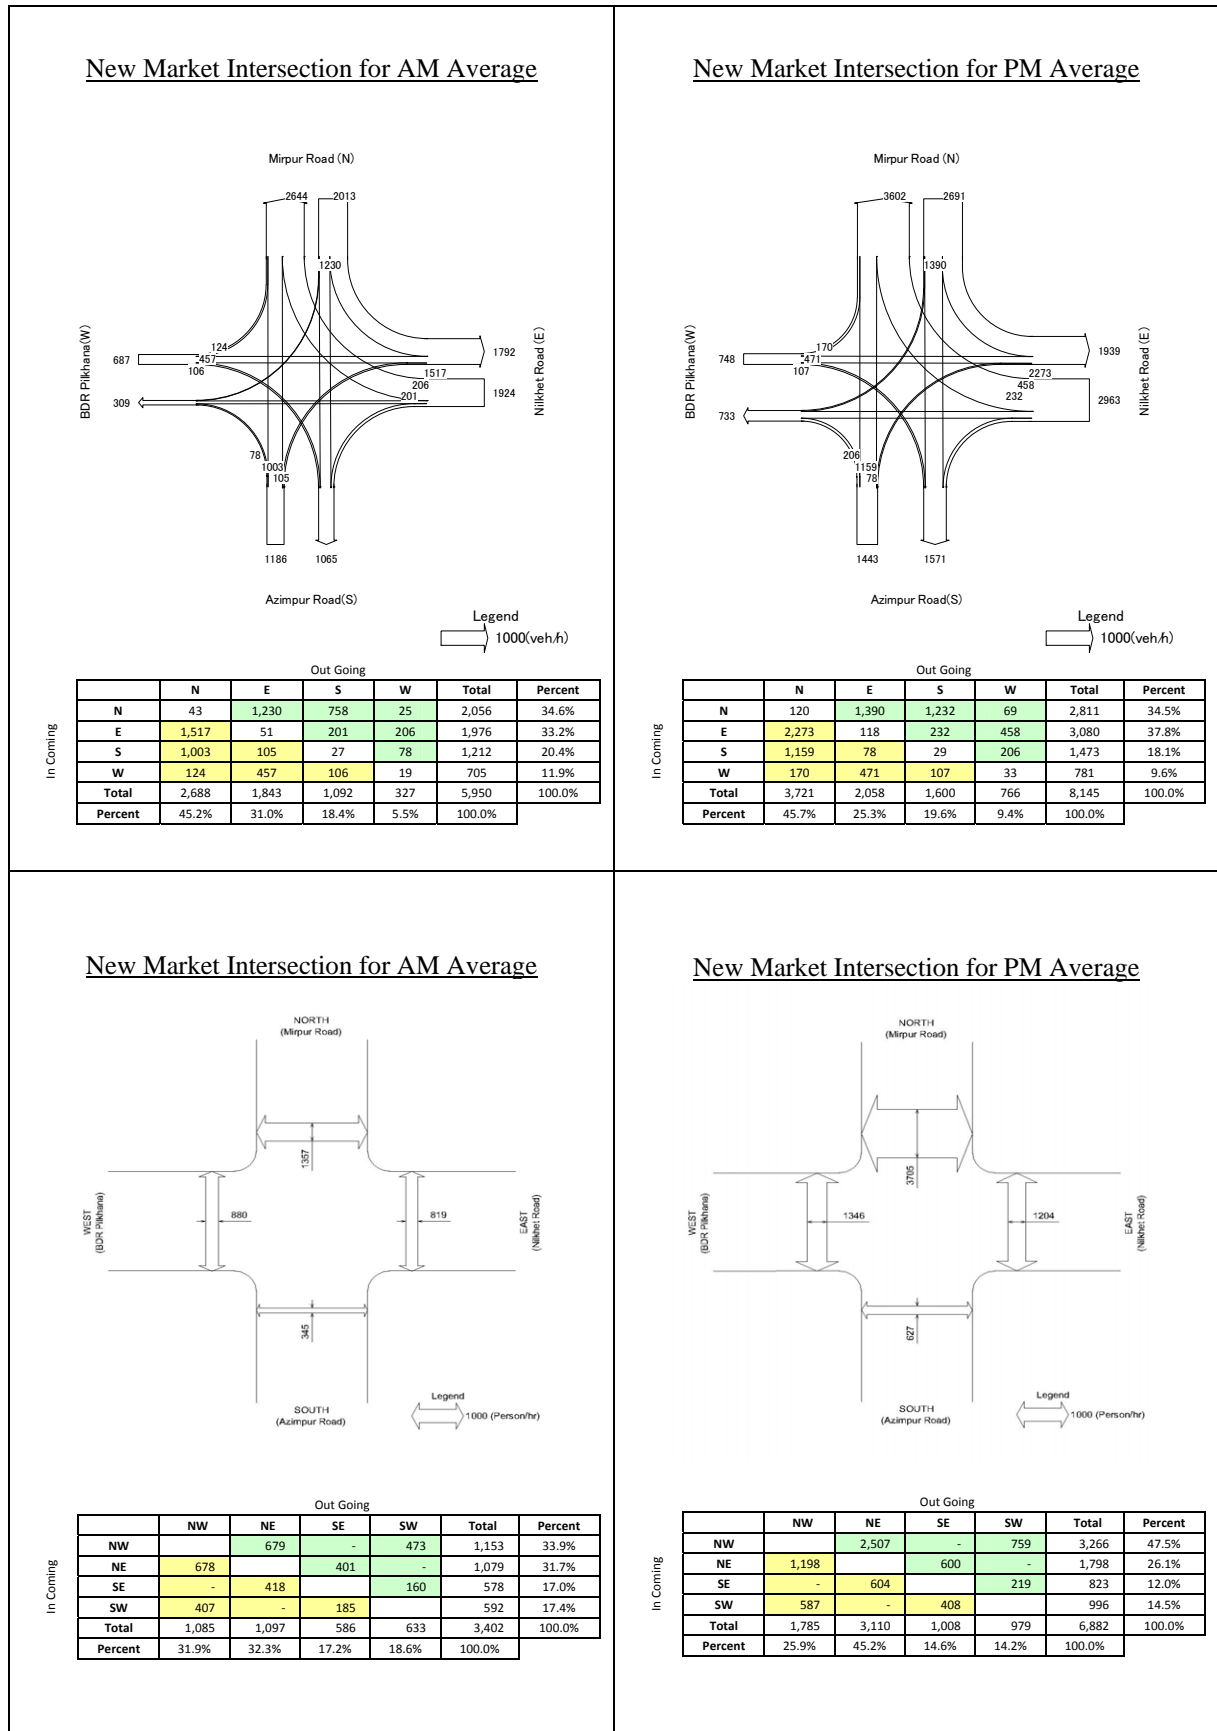 New Market Intersection for AM Average
Mirpur Road (N)
2644 2013
1230
BDR Pilkhana(W)
124
687 457
106
1792
1517
206
201
1924
309
Nilkhet Road (E)
78
1003
105
1186 1065
Azimpur Road(S)
Legend
1000(veh/h)
Out Going
In Coming
N E S W Total Percent
N 43 1,230 758 25 2,056 34.6%
E 1,517 51 201 206 1,976 33.2%
S 1,003 105 27 78 1,212 20.4%
W 124 457 106 19 705 11.9%
Total 2,688 1,843 1,092 327 5,950 100.0%
Percent 45.2% 31.0% 18.4% 5.5% 100.0%
New Market Intersection for PM Average
Mirpur Road (N)
3602 2691
1390
BDR Pilkhana(W)
170
748 471
107
1939
2273
458
232
2963
733
Nilkhet Road (E)
206
1159
78
1443 1571
Azimpur Road(S)
Legend
1000(veh/h)
Out Going
In Coming
N E S W Total Percent
N 120 1,390 1,232 69 2,811 34.5%
E 2,273 118 232 458 3,080 37.8%
S 1,159 78 29 206 1,473 18.1%
W 170 471 107 33 781 9.6%
Total 3,721 2,058 1,600 766 8,145 100.0%
Percent 45.7% 25.3% 19.6% 9.4% 100.0%
New Market Intersection for AM Average
NORTH
(Mirpur Road)
1357
WEST
(BDR Pilkhana)
880 819
EAST
(Nilkhet Road)
345
SOUTH
(Azimpur Road)
Legend
1000 (Person/hr)
Out Going
In Coming
NW NE SE SW Total Percent
NW 679 - 473 1,153 33.9%
NE 678 401 - 1,079 31.7%
SE - 418 160 578 17.0%
SW 407 - 185 592 17.4%
Total 1,085 1,097 586 633 3,402 100.0%
Percent 31.9% 32.3% 17.2% 18.6% 100.0%
New Market Intersection for PM Average
NORTH
(Mirpur Road)
3705
WEST
(BDR Pilkhana)
1346 1204
EAST
(Nilkhet Road)
627
SOUTH
(Azimpur Road)
Legend
1000 (Person/hr)
Out Going
In Coming
NW NE SE SW Total Percent
NW 2,507 - 759 3,266 47.5%
NE 1,198 600 - 1,798 26.1%
SE - 604 219 823 12.0%
SW 587 - 408 996 14.5%
Total 1,785 3,110 1,008 979 6,882 100.0%
Percent 25.9% 45.2% 14.6% 14.2% 100.0%